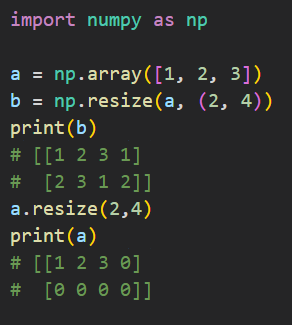 import numpy as np

a = np.array([1, 2, 3])
b = np.resize(a, (2, 4))
print(b)
# [[1 2 3 1]
#  [2 3 1 2]]
a.resize(2,4)
print(a)
# [[1 2 3 0]
#  [0 0 0 0]]